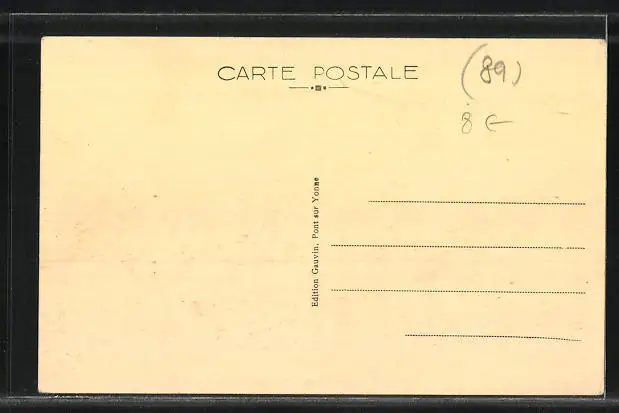 CARTE POSTALE
(89)
8 €
Edition Gauvin, Pont sur Yonne